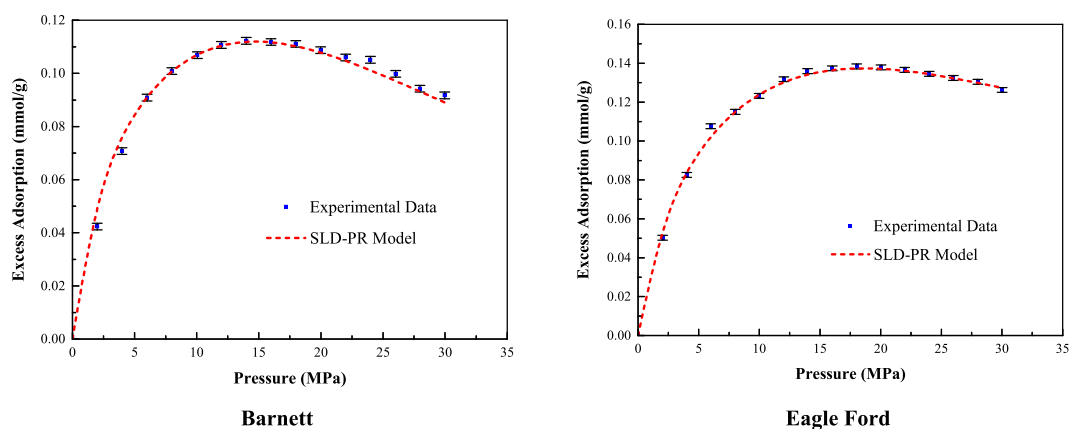 0.12
0.10
0.08
0.06
0.04
0.02
0.00
Excess Adsorption (mmol/g)
Experimental Data
SLD-PR Model
0 5 10 15 20 25 30 35
Pressure (MPa)
Barnett
0.16
0.14
0.12
0.10
0.08
0.06
0.04
0.02
0.00
Excess Adsorption (mmol/g)
Experimental Data
SLD-PR Model
0 5 10 15 20 25 30 35
Pressure (MPa)
Eagle Ford